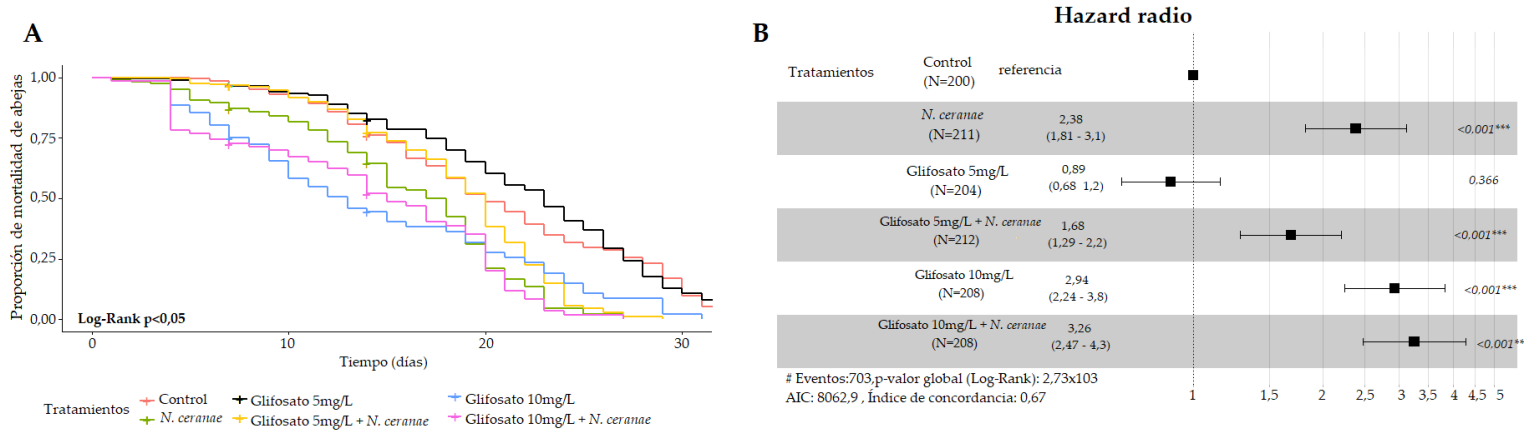 A
Proporción de mortalidad de abejas
1,00
0,75
0,50
0,25
0,00
Log-Rank p<0,05
0
10
20
30
Tiempo (días)
Tratamientos
Control
Glifosato 5mg/L
Glifosato 10mg/L
N. ceranae
Glifosato 5mg/L + N. ceranae
Glifosato 10mg/L + N. ceranae
Hazard radio
B
Tratamientos
Control
(N=200)
referencia
N. ceranae
(N=211)
2,38
(1,81 - 3,1)
<0.001***
Glifosato 5mg/L
(N=204)
0,89
(0,68 1,2)
0.366
Glifosato 5mg/L + N. ceranae
(N=212)
1,68
(1,29 - 2,2)
<0.001***
Glifosato 10mg/L
(N=208)
2,94
(2,24 - 3,8)
<0.001***
Glifosato 10mg/L + N. ceranae
(N=208)
3,26
(2,47 - 4,3)
<0.001**
# Eventos:703,p-valor global (Log-Rank): 2,73x103
AIC: 8062,9 , Índice de concordancia: 0,67
1 1,5 2 2,5 3 3,5 4 4,5 5